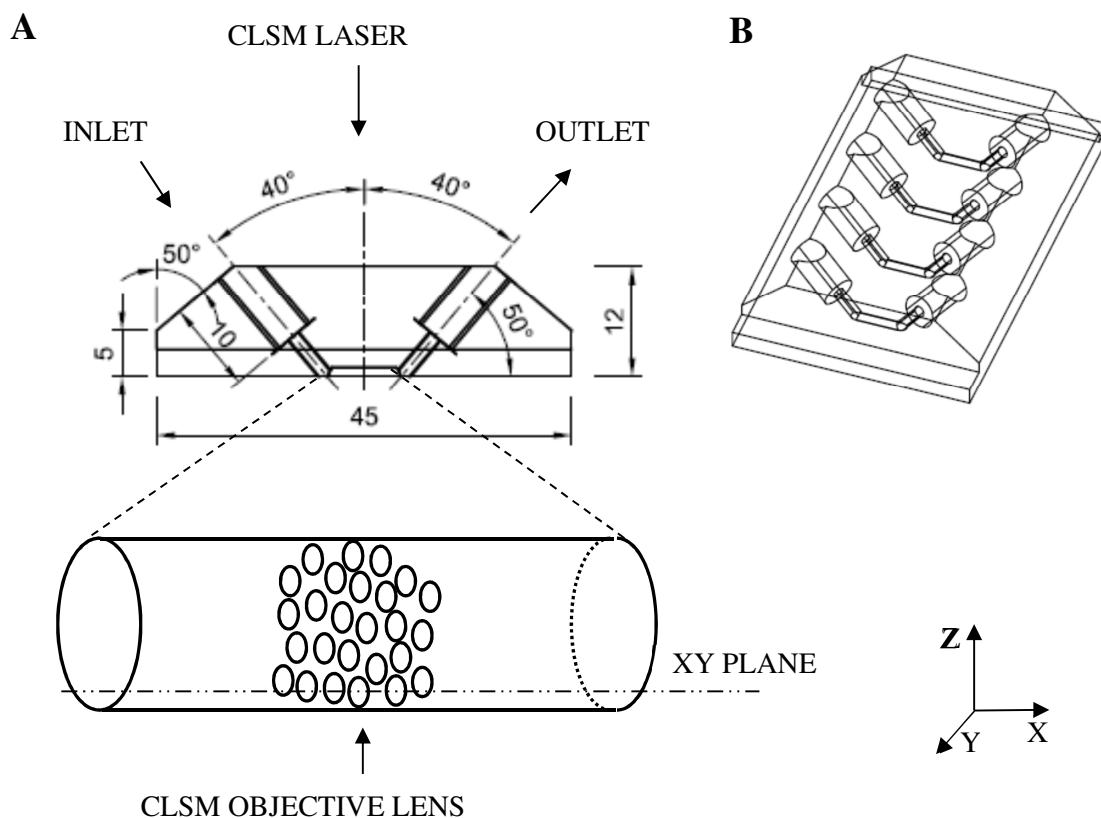 A
CLSM LASER
B
INLET
OUTLET
40°
40°
50°
10
50°
12
5
45
XY PLANE
Z
Y
X
CLSM OBJECTIVE LENS